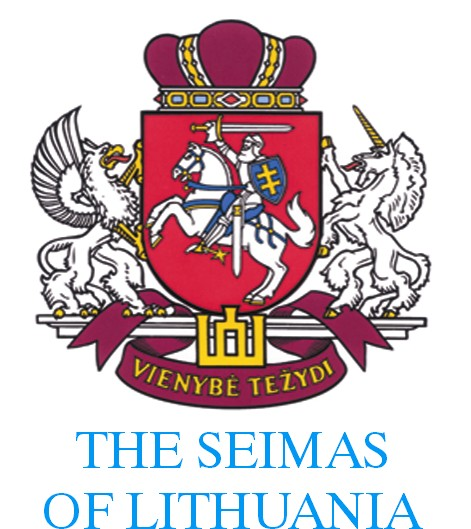 VIENYBĖ TEŽYDI
THE SEIMAS
OF LITHUANIA